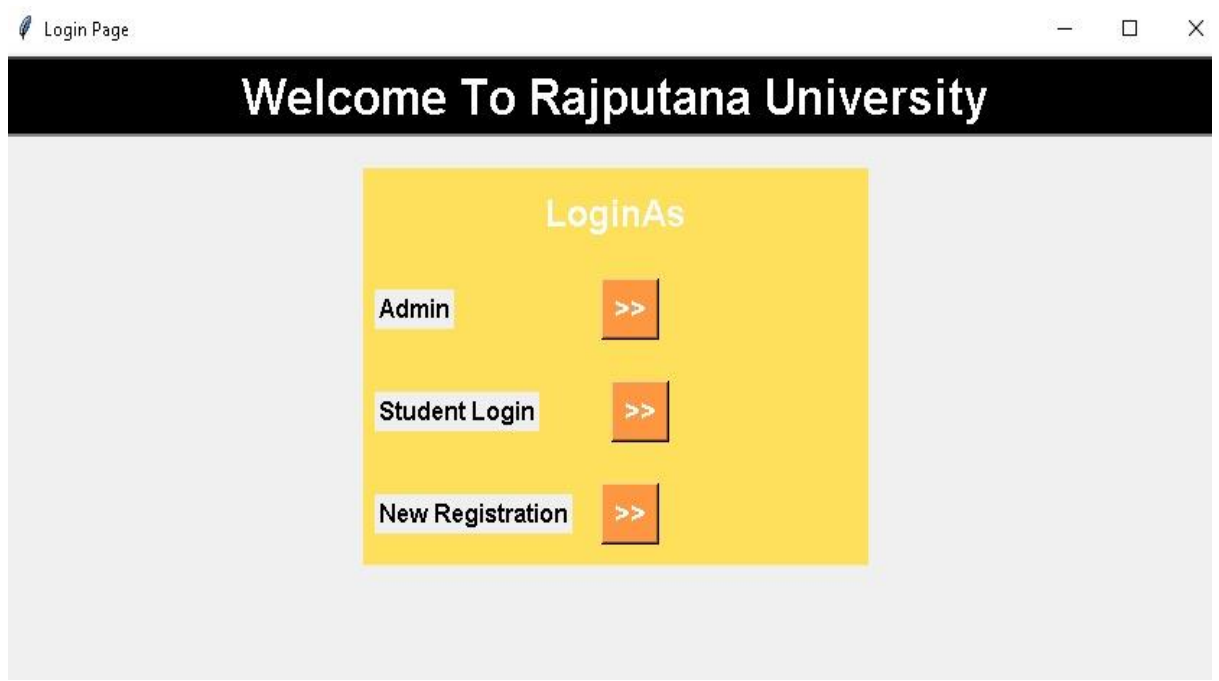 Login Page
Welcome To Rajputana University
LoginAs
Admin >>
Student Login >>
New Registration >>